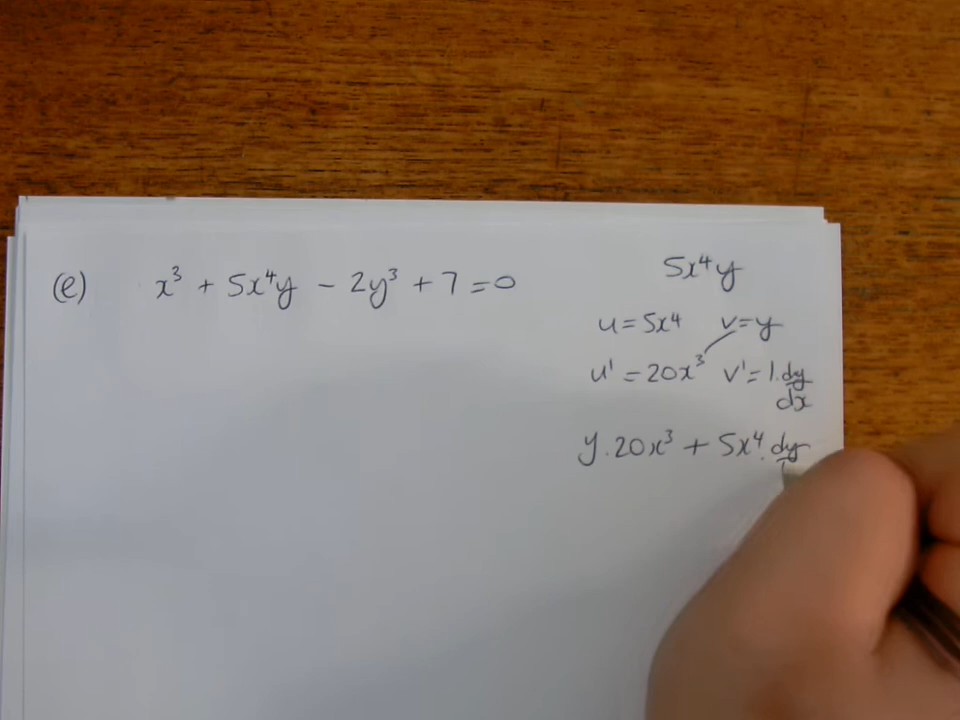 (e) x³ + 5x⁴y - 2y³ + 7 = 0
5x⁴y
u = 5x⁴ v = y
u' = 20x³ v' = 1.dy/dx
y.20x³ + 5x⁴.dy